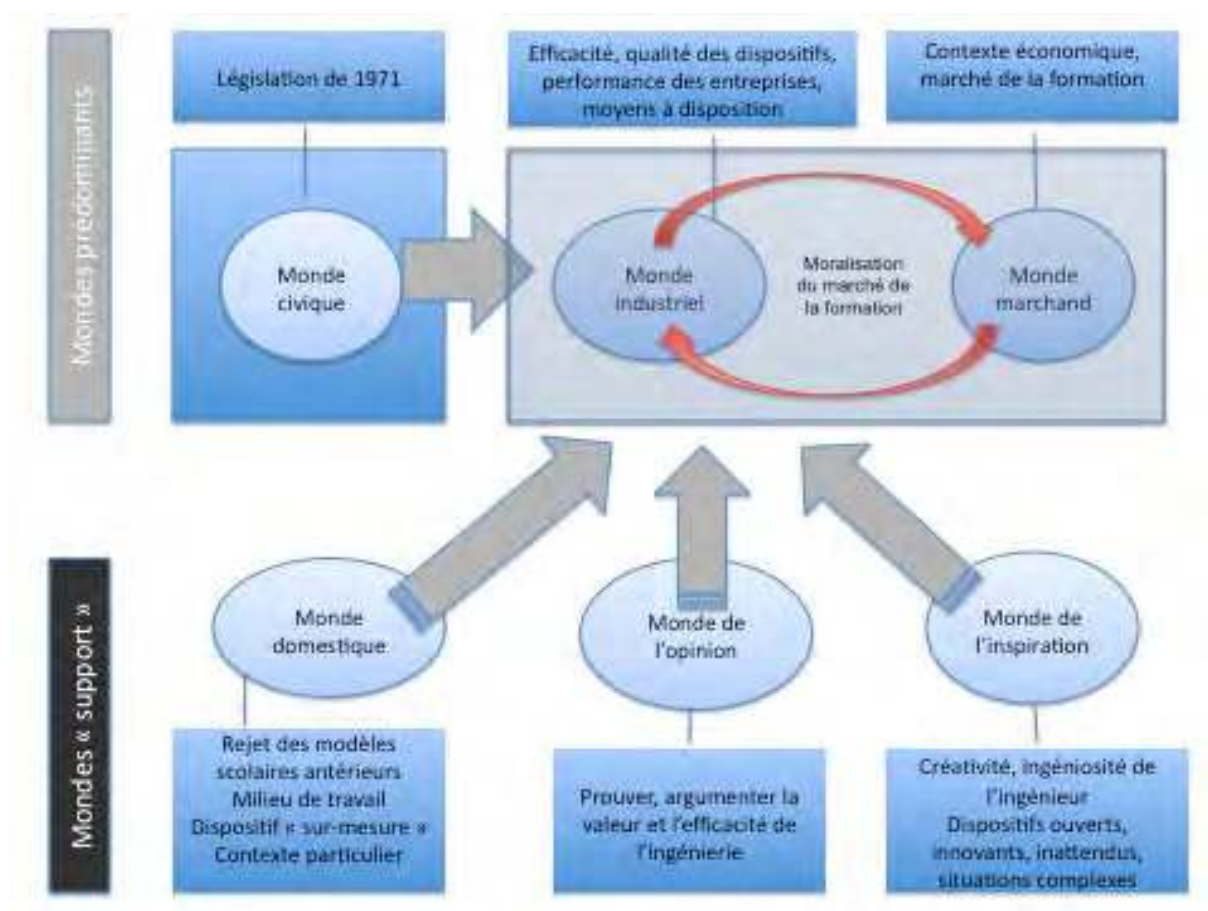 Mondes prédominants
Législation de 1971
Efficacité, qualité des dispositifs,
performance des entreprises,
moyens à disposition
Contexte économique,
marché de la formation
Monde
civique
Monde
industriel
Moralisation
du marché de
la formation
Monde
marchand
Mondes « support »
Monde
domestique
Monde de
l'opinion
Monde de
l'inspiration
Rejet des modèles
scolaires antérieurs
Milieu de travail
Dispositif « sur-mesure »
Contexte particulier
Prouver, argumenter la
valeur et l'efficacité de
l'ingénierie
Créativité, ingéniosité de
l'ingénieur
Dispositifs ouverts,
innovants, inattendus,
situations complexes